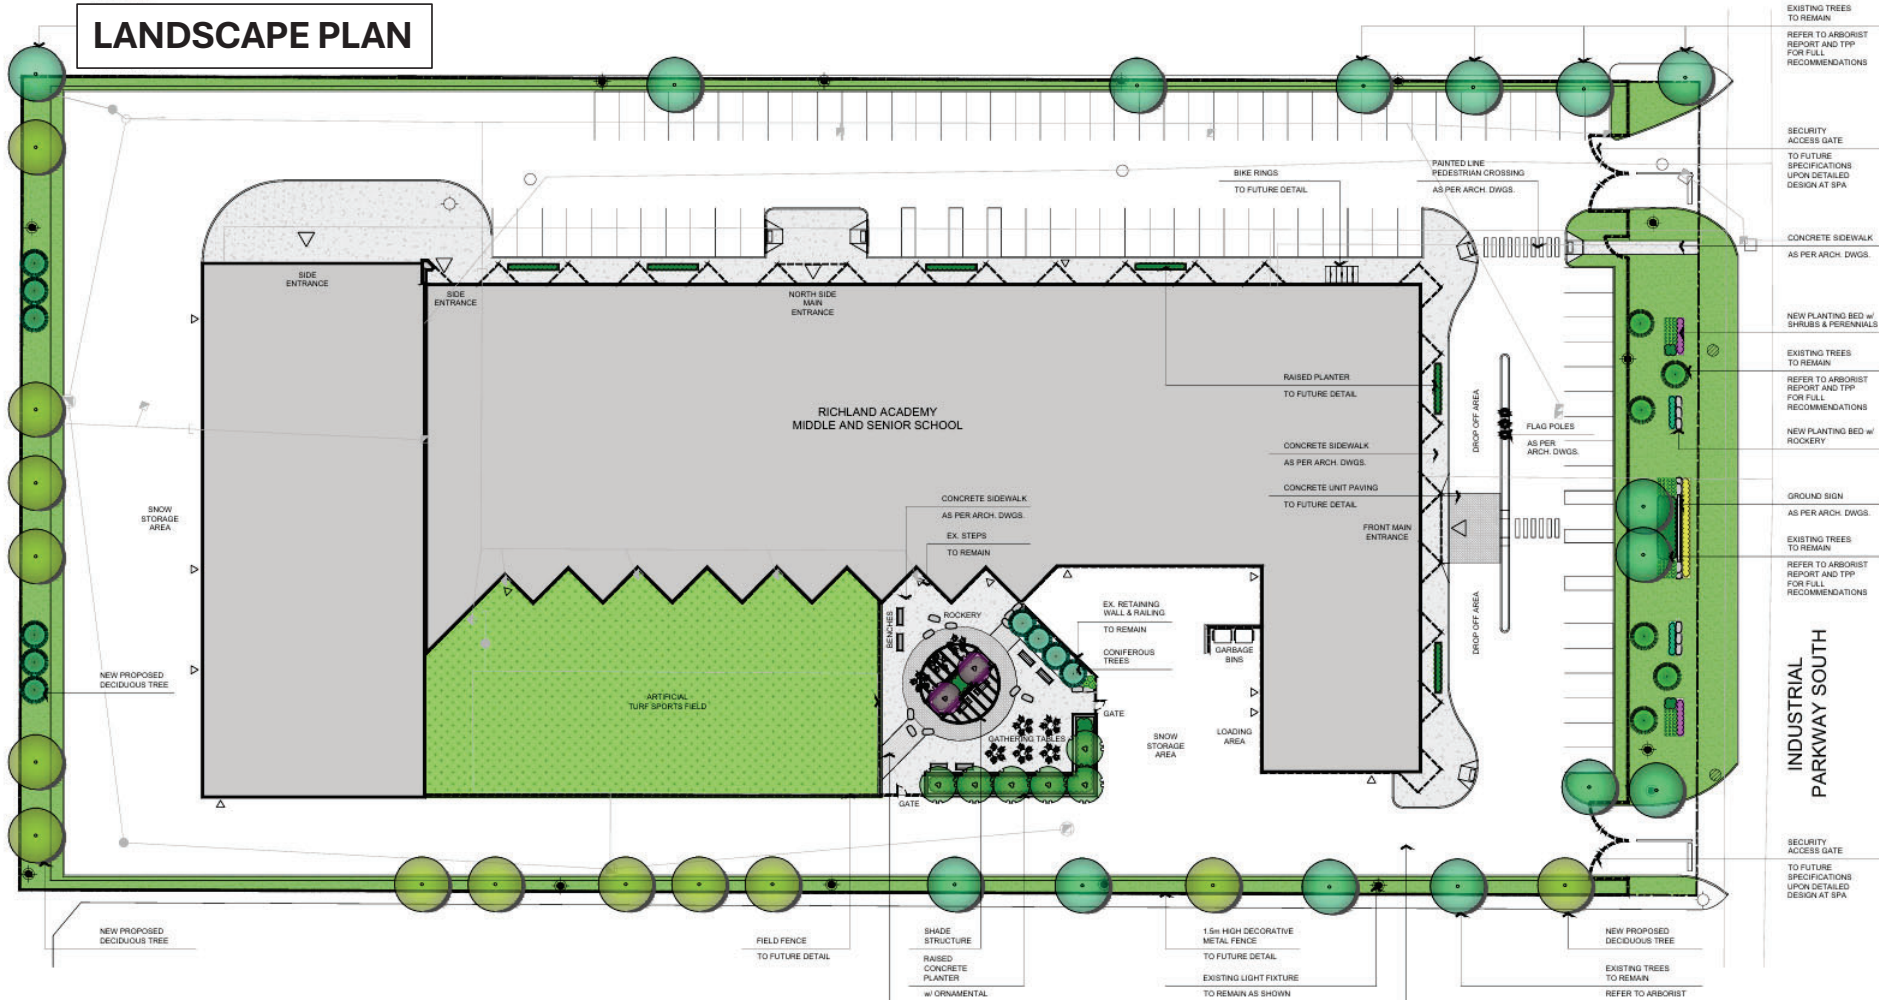 LANDSCAPE PLAN
EXISTING TREES
TO REMAIN
REFER TO ARBORIST
REPORT AND TPP
FOR FULL
RECOMMENDATIONS
SECURITY
ACCESS GATE
TO FUTURE
SPECIFICATIONS
UPON DETAILED
DESIGN AT SPA
BIKE RINGS
TO FUTURE DETAIL
PAINTED LINE
PEDESTRIAN CROSSING
AS PER ARCH. DWGS.
CONCRETE SIDEWALK
AS PER ARCH. DWGS.
SIDE
ENTRANCE
SIDE
ENTRANCE
NORTH SIDE
MAIN
ENTRANCE
NEW PLANTING BED w/
SHRUBS & PERENNIALS
EXISTING TREES
TO REMAIN
REFER TO ARBORIST
REPORT AND TPP
FOR FULL
RECOMMENDATIONS
RAISED PLANTER
TO FUTURE DETAIL
RICHLAND ACADEMY
MIDDLE AND SENIOR SCHOOL
DROP OFF AREA
FLAG POLES
AS PER
ARCH. DWGS.
NEW PLANTING BED w/
ROCKERY
CONCRETE SIDEWALK
AS PER ARCH. DWGS.
CONCRETE UNIT PAVING
TO FUTURE DETAIL
GROUND SIGN
AS PER ARCH. DWGS.
SNOW
STORAGE
AREA
CONCRETE SIDEWALK
AS PER ARCH. DWGS.
EX. STEPS
TO REMAIN
FRONT MAIN
ENTRANCE
EXISTING TREES
TO REMAIN
REFER TO ARBORIST
REPORT AND TPP
FOR FULL
RECOMMENDATIONS
BENCHES
ROCKERY
EX. RETAINING
WALL & RAILING
TO REMAIN
CONIFEROUS
TREES
GARBAGE
BINS
DROP OFF AREA
INDUSTRIAL
PARKWAY SOUTH
NEW PROPOSED
DECIDUOUS TREE
ARTIFICIAL
TURF SPORTS FIELD
GATE
GATHERING TABLES
SNOW
STORAGE
AREA
LOADING
AREA
GATE
SECURITY
ACCESS GATE
TO FUTURE
SPECIFICATIONS
UPON DETAILED
DESIGN AT SPA
NEW PROPOSED
DECIDUOUS TREE
FIELD FENCE
TO FUTURE DETAIL
SHADE
STRUCTURE
RAISED
CONCRETE
PLANTER
w/ ORNAMENTAL
1.5m HIGH DECORATIVE
METAL FENCE
TO FUTURE DETAIL
EXISTING LIGHT FIXTURE
TO REMAIN AS SHOWN
NEW PROPOSED
DECIDUOUS TREE
EXISTING TREES
TO REMAIN
REFER TO ARBORIST